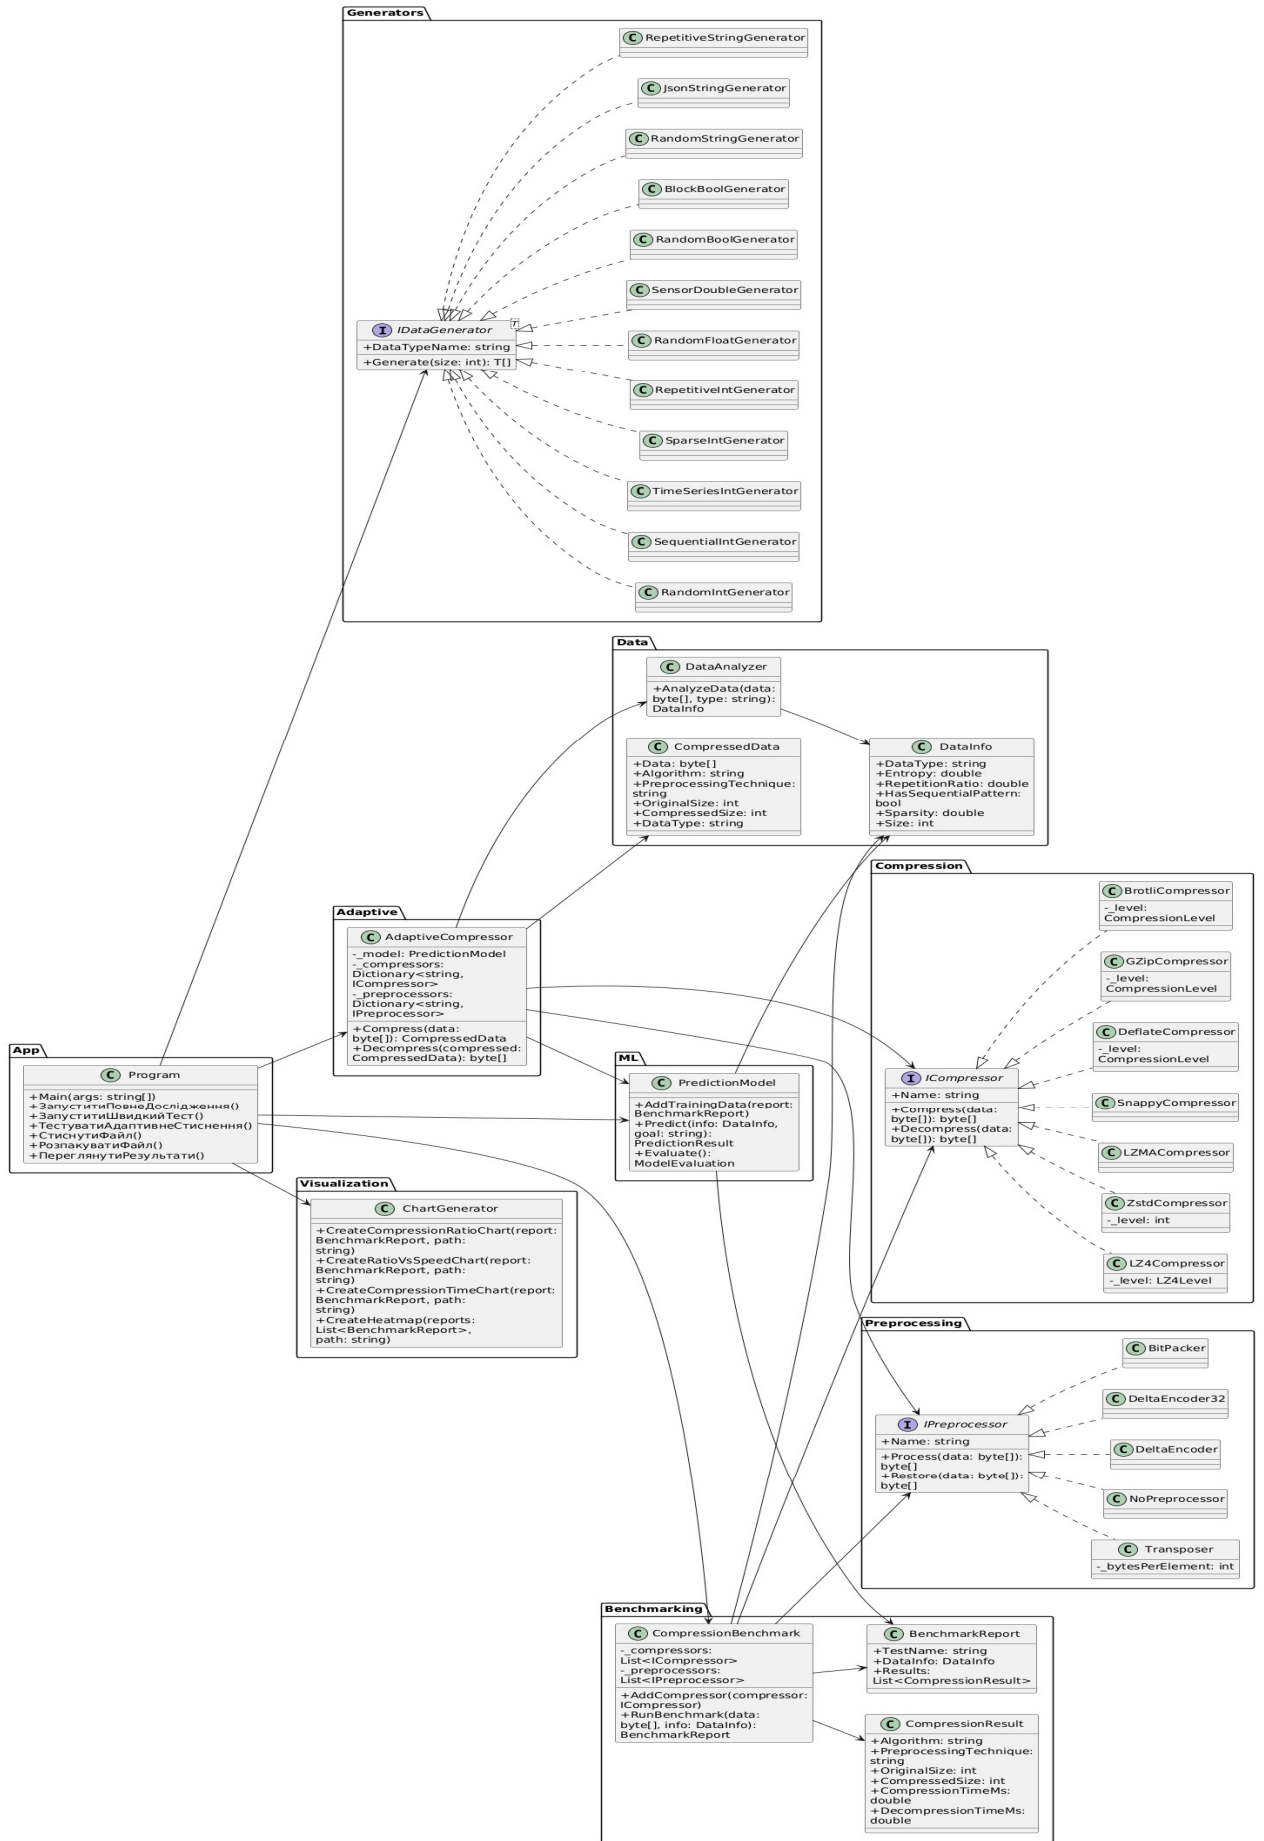 Generators
C RepetitiveStringGenerator
C JsonStringGenerator
C RandomStringGenerator
C BlockBoolGenerator
C RandomBoolGenerator
C SensorDoubleGenerator
C RandomFloatGenerator
C RepetitiveIntGenerator
C SparseIntGenerator
C TimeSeriesIntGenerator
C SequentialIntGenerator
C RandomIntGenerator
I IDataGenerator T
+DataTypeName: string
+Generate(size: int): T[]
Data
C DataAnalyzer
+AnalyzeData(data:
byte[], type: string):
DataInfo
C CompressedData
+Data: byte[]
+Algorithm: string
+PreprocessingTechnique:
string
+OriginalSize: int
+CompressedSize: int
+DataType: string
C DataInfo
+DataType: string
+Entropy: double
+RepetitionRatio: double
+HasSequentialPattern:
bool
+Sparsity: double
+Size: int
Compression
C BrotliCompressor
-_level:
CompressionLevel
C GZipCompressor
-_level:
CompressionLevel
C DeflateCompressor
-_level:
CompressionLevel
C SnappyCompressor
C LZMACompressor
C ZstdCompressor
-_level: int
C LZ4Compressor
-_level: LZ4Level
I ICompressor
+Name: string
+Compress(data:
byte[]): byte[]
+Decompress(data:
byte[]): byte[]
Adaptive
C AdaptiveCompressor
-_model: PredictionModel
-_compressors:
Dictionary<string,
ICompressor>
-_preprocessors:
Dictionary<string,
IPreprocessor>
+Compress(data:
byte[]): CompressedData
+Decompress(compressed:
CompressedData): byte[]
App
C Program
+Main(args: string[])
+ЗапуститиПовнеДослідження()
+ЗапуститиШвидкийТест()
+ТестуватиАдаптивнеСтиснення()
+СтиснутиФайл()
+РозпакуватиФайл()
+ПереглянутиРезультати()
ML
C PredictionModel
+AddTrainingData(report:
BenchmarkReport)
+Predict(info: DataInfo,
goal: string):
PredictionResult
+Evaluate():
ModelEvaluation
Visualization
C ChartGenerator
+CreateCompressionRatioChart(report:
BenchmarkReport, path:
string)
+CreateRatioVsSpeedChart(report:
BenchmarkReport, path:
string)
+CreateCompressionTimeChart(report:
BenchmarkReport, path:
string)
+CreateHeatmap(reports:
List<BenchmarkReport>,
path: string)
Preprocessing
C BitPacker
C DeltaEncoder32
C DeltaEncoder
C NoPreprocessor
C Transposer
-_bytesPerElement: int
I IPreprocessor
+Name: string
+Process(data: byte[]):
byte[]
+Restore(data: byte[]):
byte[]
Benchmarking
C CompressionBenchmark
-_compressors:
List<ICompressor>
-_preprocessors:
List<IPreprocessor>
+AddCompressor(compressor:
ICompressor)
+RunBenchmark(data:
byte[], info: DataInfo):
BenchmarkReport
C BenchmarkReport
+TestName: string
+DataInfo: DataInfo
+Results:
List<CompressionResult>
C CompressionResult
+Algorithm: string
+PreprocessingTechnique:
string
+OriginalSize: int
+CompressedSize: int
+CompressionTimeMs:
double
+DecompressionTimeMs:
double